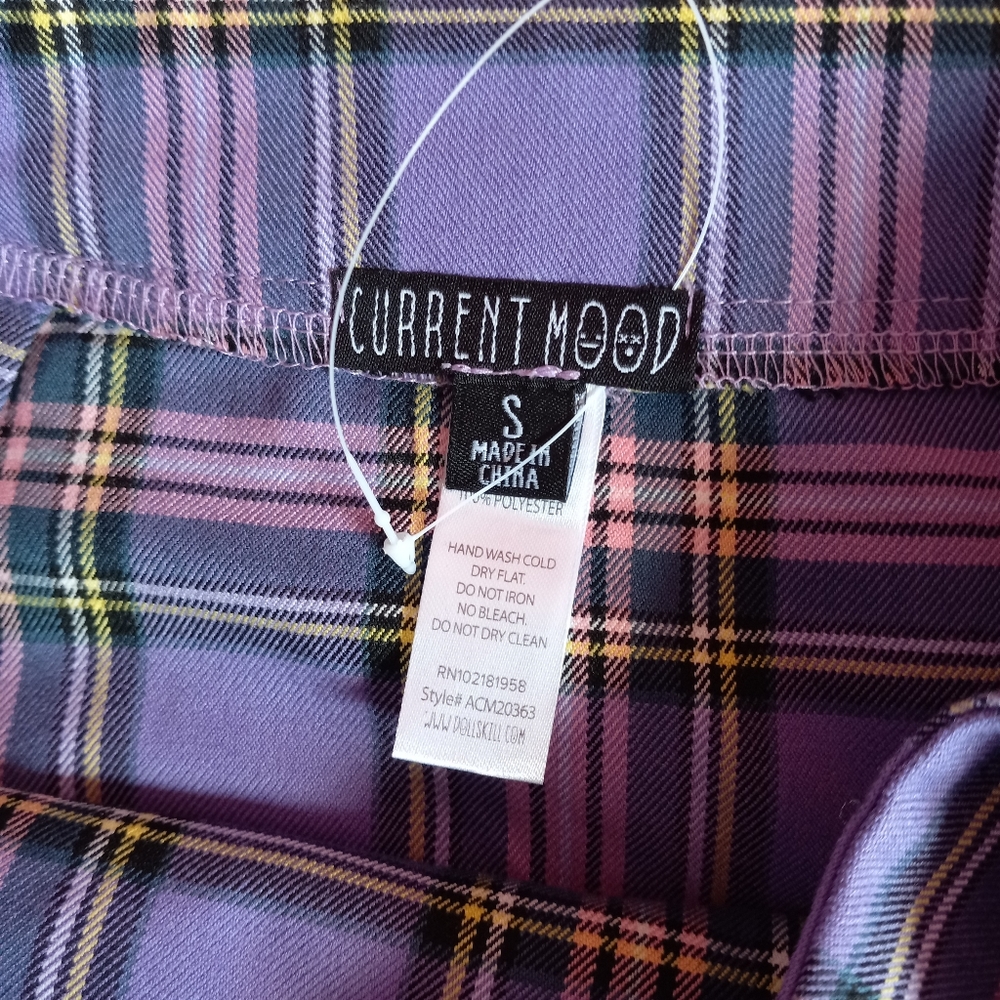 CURRENT MOOD
S
MADE IN
CHINA
POLYESTER
HAND WASH COLD
DRY FLAT.
DO NOT IRON
NO BLEACH.
DO NOT DRY CLEAN
RN102181958
Style# ACM20363
WWW.DOLLSKILL.COM